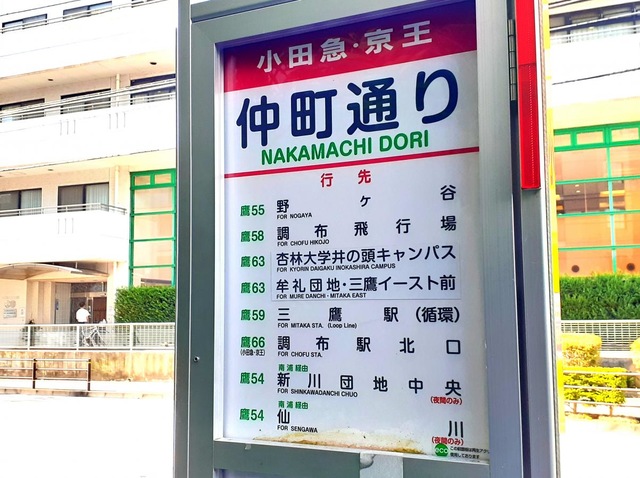 小田急・京王
仲町通り
NAKAMACHI DORI
行先
鷹55 野ヶ谷
FOR NOGAYA
鷹58 調布飛行場
FOR CHOFU HIKOJO
鷹63 杏林大学井の頭キャンパス
FOR KYORIN DAIGAKU INOKASHIRA CAMPUS
鷹63 牟礼団地・三鷹イースト前
FOR MURE DANCHI・MITAKA EAST
鷹59 三鷹駅(循環)
FOR MITAKA STA. (Loop Line)
鷹66 調布駅北口
(小田急・京王) FOR CHOFU STA.
南浦 経由
鷹54 新川団地中央
FOR SHINKAWADANCHI CHUO (夜間のみ)
南浦 経由
鷹54 仙川
FOR SENGAWA (夜間のみ)
eco